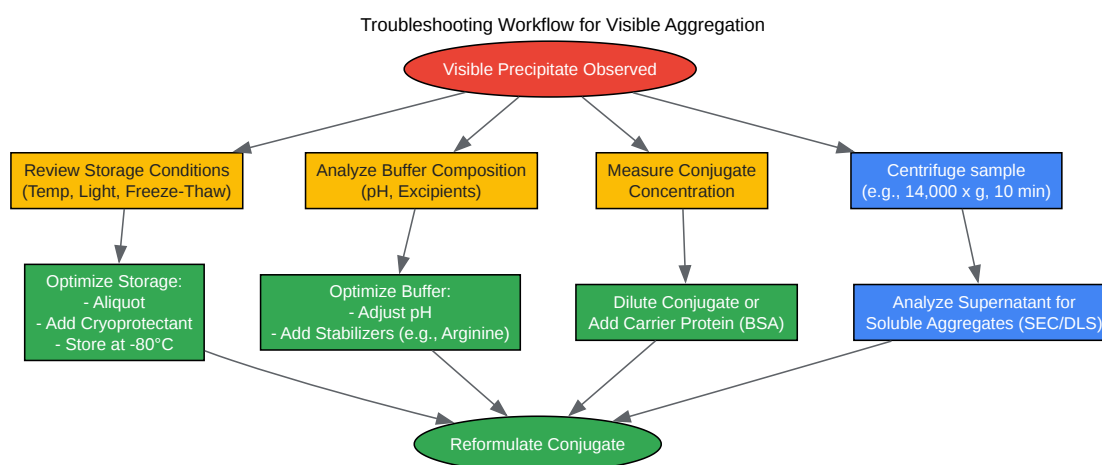 Troubleshooting Workflow for Visible Aggregation
Visible Precipitate Observed
Review Storage Conditions
(Temp, Light, Freeze-Thaw)
Analyze Buffer Composition
(pH, Excipients)
Measure Conjugate
Concentration
Centrifuge sample
(e.g., 14,000 x g, 10 min)
Optimize Storage:
- Aliquot
- Add Cryoprotectant
- Store at -80°C
Optimize Buffer:
- Adjust pH
- Add Stabilizers (e.g., Arginine)
Dilute Conjugate or
Add Carrier Protein (BSA)
Analyze Supernatant for
Soluble Aggregates (SEC/DLS)
Reformulate Conjugate